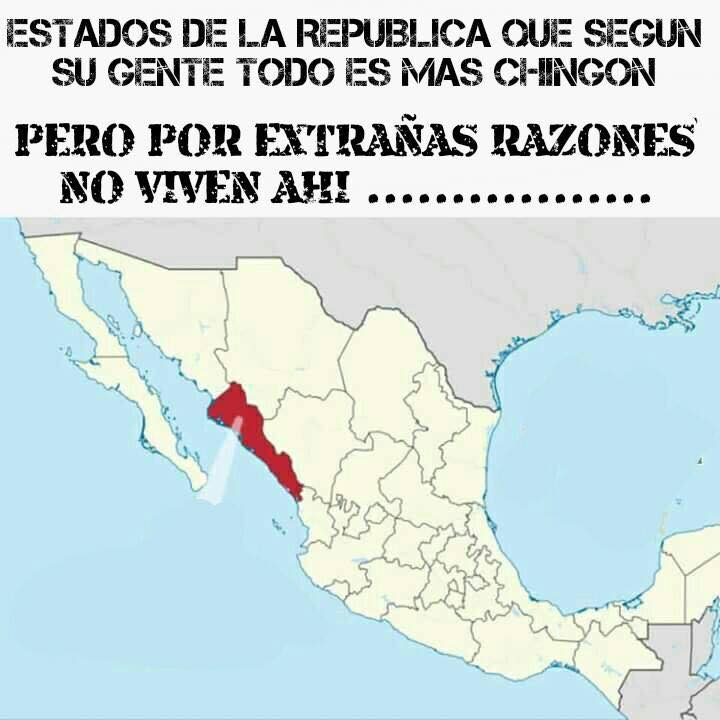 ESTADOS DE LA REPUBLICA QUE SEGUN
SU GENTE TODO ES MAS CHINGON
PERO POR EXTRAÑAS RAZONES
NO VIVEN AHI .................